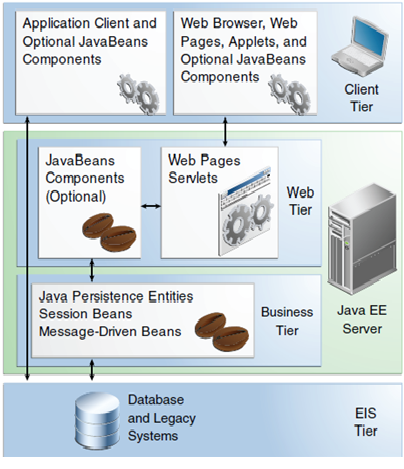 Application Client and
Optional JavaBeans
Components
Web Browser, Web
Pages, Applets, and
Optional JavaBeans
Components
Client
Tier
JavaBeans
Components
(Optional)
Web Pages
Servlets
Web
Tier
Java Persistence Entities
Session Beans
Message-Driven Beans
Business
Tier
Java EE
Server
Database
and Legacy
Systems
EIS
Tier